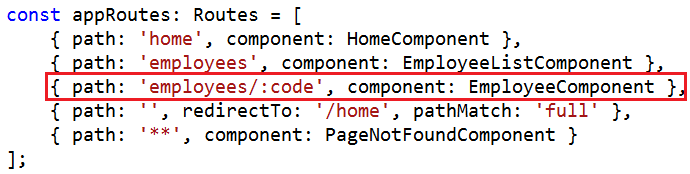 const appRoutes: Routes = [
    { path: 'home', component: HomeComponent },
    { path: 'employees', component: EmployeeListComponent },
    { path: 'employees/:code', component: EmployeeComponent },
    { path: '', redirectTo: '/home', pathMatch: 'full' },
    { path: '**', component: PageNotFoundComponent }
];